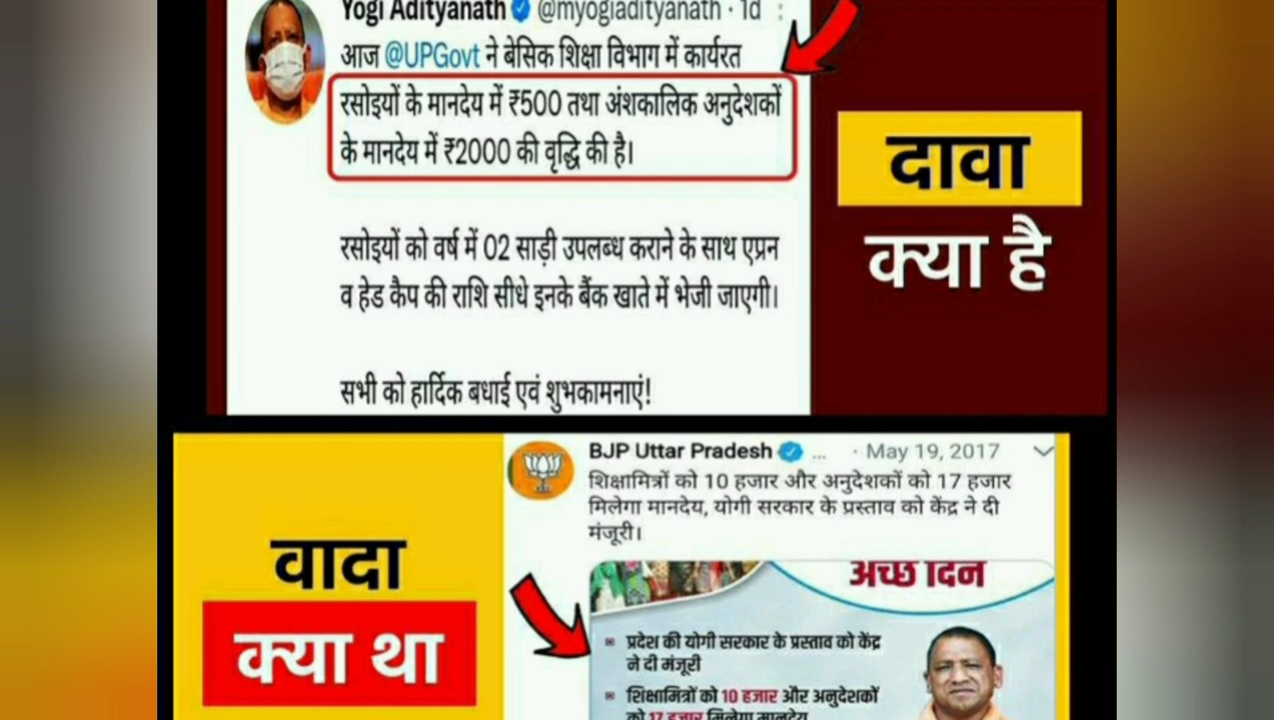 Yogi Adityanath @myogiadityanath · 1d
आज @UPGovt ने बेसिक शिक्षा विभाग में कार्यरत
रसोइयों के मानदेय में ₹500 तथा अंशकालिक अनुदेशकों
के मानदेय में ₹2000 की वृद्धि की है।
रसोइयों को वर्ष में 02 साड़ी उपलब्ध कराने के साथ एप्रन
व हेड कैप की राशि सीधे इनके बैंक खाते में भेजी जाएगी।
सभी को हार्दिक बधाई एवं शुभकामनाएं!
दावा
क्या है
वादा
क्या था
BJP Uttar Pradesh ... · May 19, 2017
शिक्षामित्रों को 10 हजार और अनुदेशकों को 17 हजार
मिलेगा मानदेय, योगी सरकार के प्रस्ताव को केंद्र ने दी
मंजूरी।
अच्छे दिन
प्रदेश की योगी सरकार के प्रस्ताव को केंद्र
ने दी मंजूरी
शिक्षामित्रों को 10 हजार और अनुदेशकों
को 17 हजार मिलेगा मानदेय